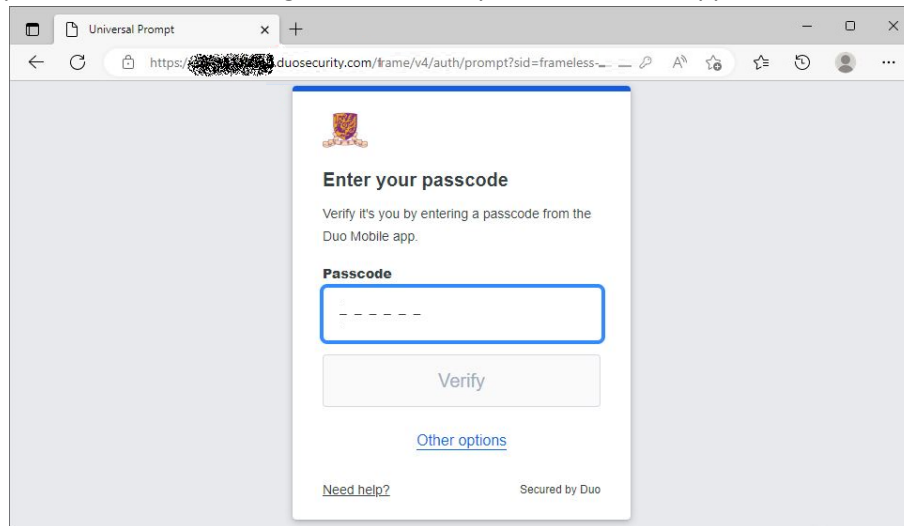 Universal Prompt
https:/ .duosecurity.com/frame/v4/auth/prompt?sid=frameless-
Enter your passcode
Verify it's you by entering a passcode from the
Duo Mobile app.
Passcode
------
Verify
Other options
Need help? Secured by Duo